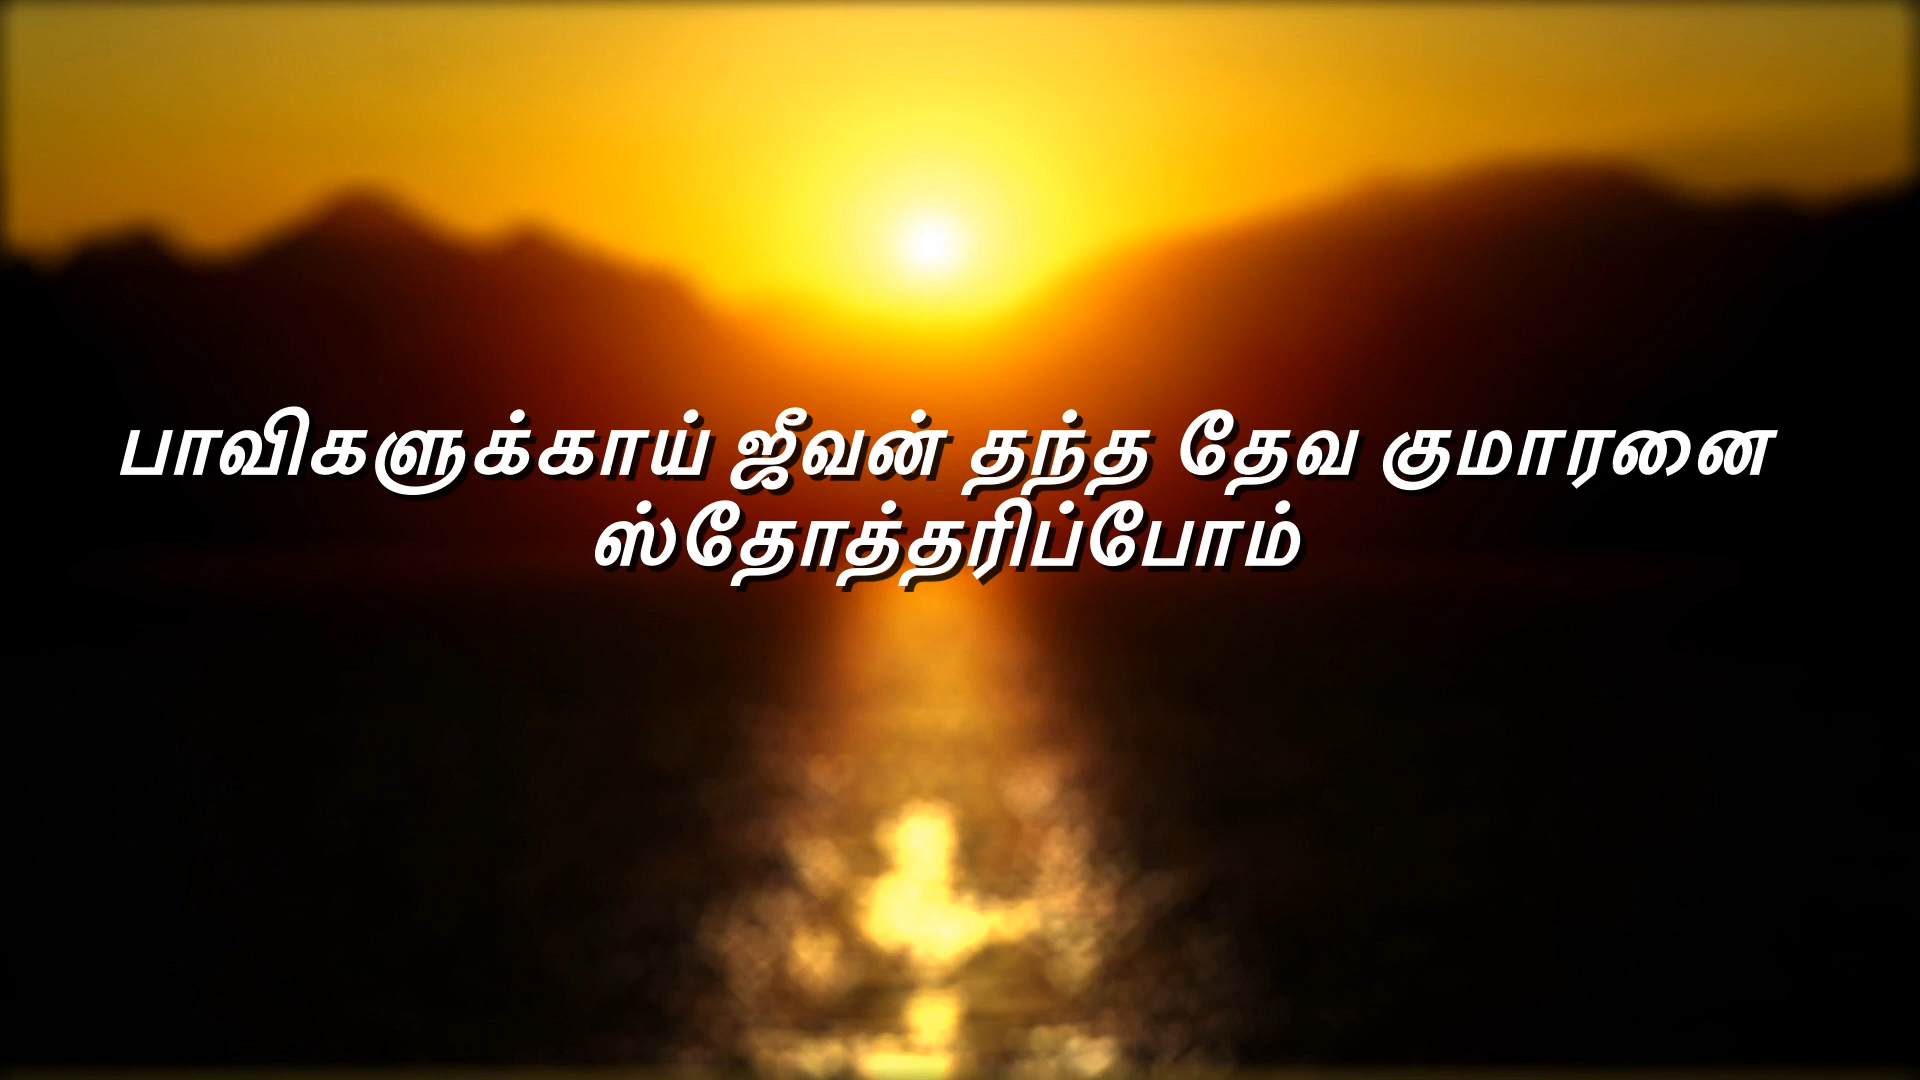 பாவிகளுக்காய் ஜீவன் தந்த தேவ குமாரனை
ஸ்தோத்தரிப்போம்